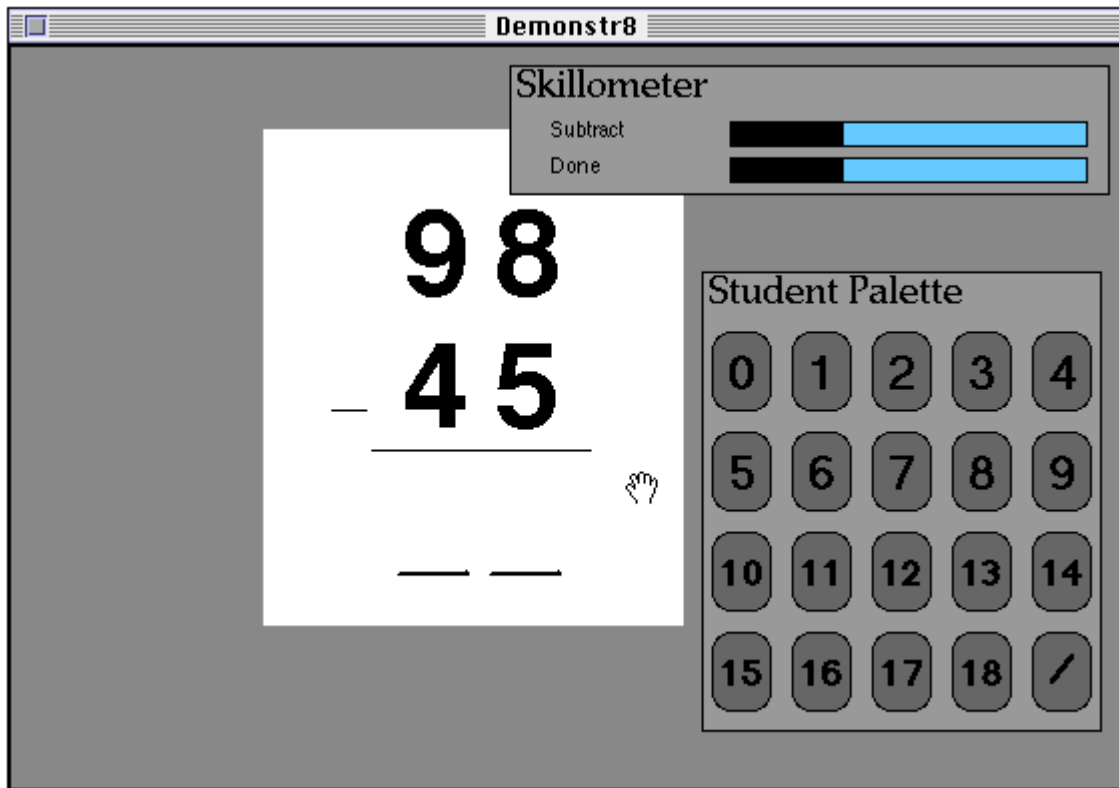 Demonstr8
Skillometer
Subtract
Done
98
- 45
Student Palette
0 1 2 3 4
5 6 7 8 9
10 11 12 13 14
15 16 17 18 /